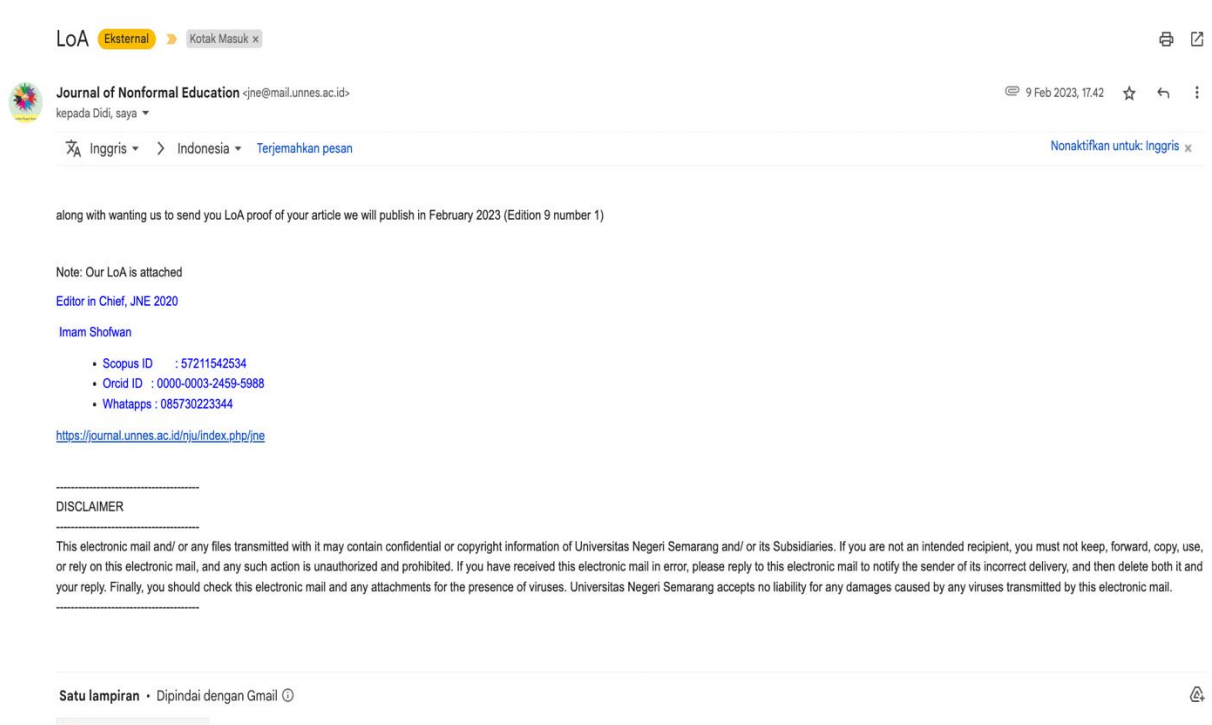 LoA Eksternal Kotak Masuk ×
Journal of Nonformal Education <jne@mail.unnes.ac.id> 9 Feb 2023, 17.42
kepada Didi, saya
Inggris > Indonesia Terjemahkan pesan Nonaktifkan untuk: Inggris ×
along with wanting us to send you LoA proof of your article we will publish in February 2023 (Edition 9 number 1)
Note: Our LoA is attached
Editor in Chief, JNE 2020
Imam Shofwan
• Scopus ID : 57211542534
• Orcid ID : 0000-0003-2459-5988
• Whatapps : 085730223344
https://journal.unnes.ac.id/nju/index.php/jne
---------------------------------------
DISCLAIMER
---------------------------------------
This electronic mail and/ or any files transmitted with it may contain confidential or copyright information of Universitas Negeri Semarang and/ or its Subsidiaries. If you are not an intended recipient, you must not keep, forward, copy, use,
or rely on this electronic mail, and any such action is unauthorized and prohibited. If you have received this electronic mail in error, please reply to this electronic mail to notify the sender of its incorrect delivery, and then delete both it and
your reply. Finally, you should check this electronic mail and any attachments for the presence of viruses. Universitas Negeri Semarang accepts no liability for any damages caused by any viruses transmitted by this electronic mail.
---------------------------------------
Satu lampiran • Dipindai dengan Gmail